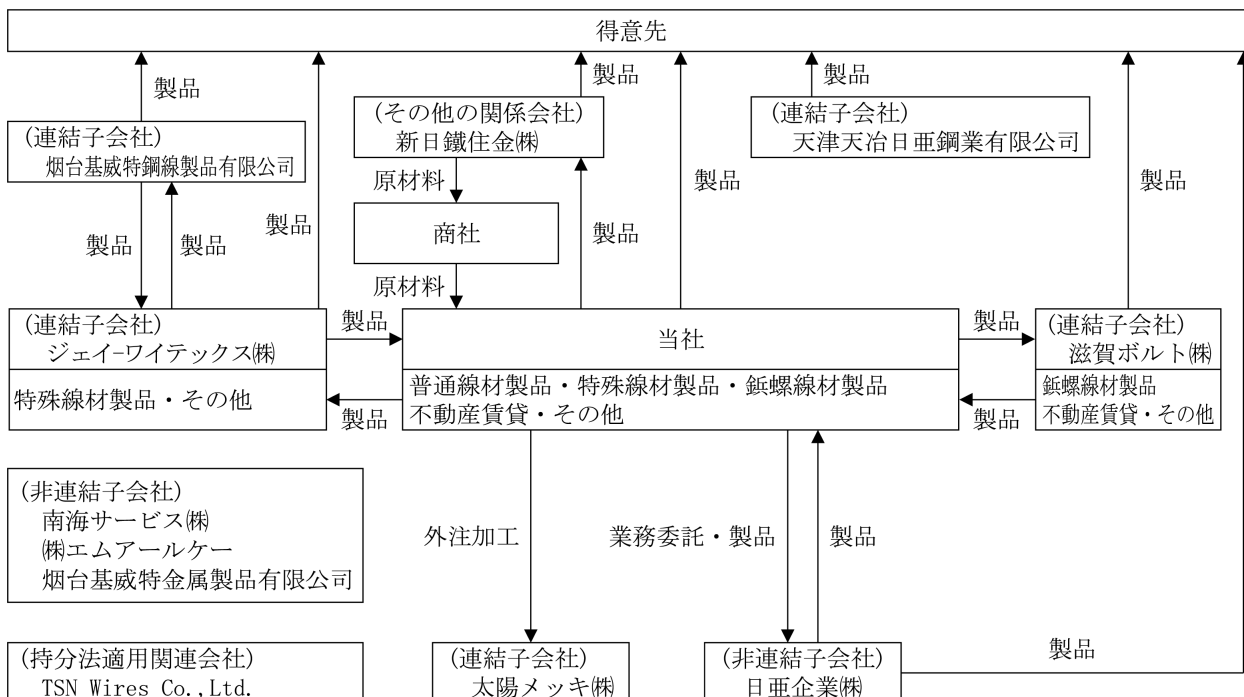 得意先
製品
製品
製品
(連結子会社)
烟台基威特鋼線製品有限公司
(その他の関係会社)
新日鐵住金㈱
(連結子会社)
天津天冶日亜鋼業有限公司
原材料
製品
製品
商社
製品
製品
製品
製品
原材料
(連結子会社)
ジェイ-ワイテックス㈱
特殊線材製品・その他
製品
製品
当社
普通線材製品・特殊線材製品・鋲螺線材製品
不動産賃貸・その他
製品
製品
(連結子会社)
滋賀ボルト㈱
鋲螺線材製品
不動産賃貸・その他
(非連結子会社)
南海サービス㈱
㈱エムアールケー
烟台基威特金属製品有限公司
外注加工
業務委託・製品
製品
(持分法適用関連会社)
TSN Wires Co.,Ltd.
(連結子会社)
太陽メッキ㈱
(非連結子会社)
日亜企業㈱
製品